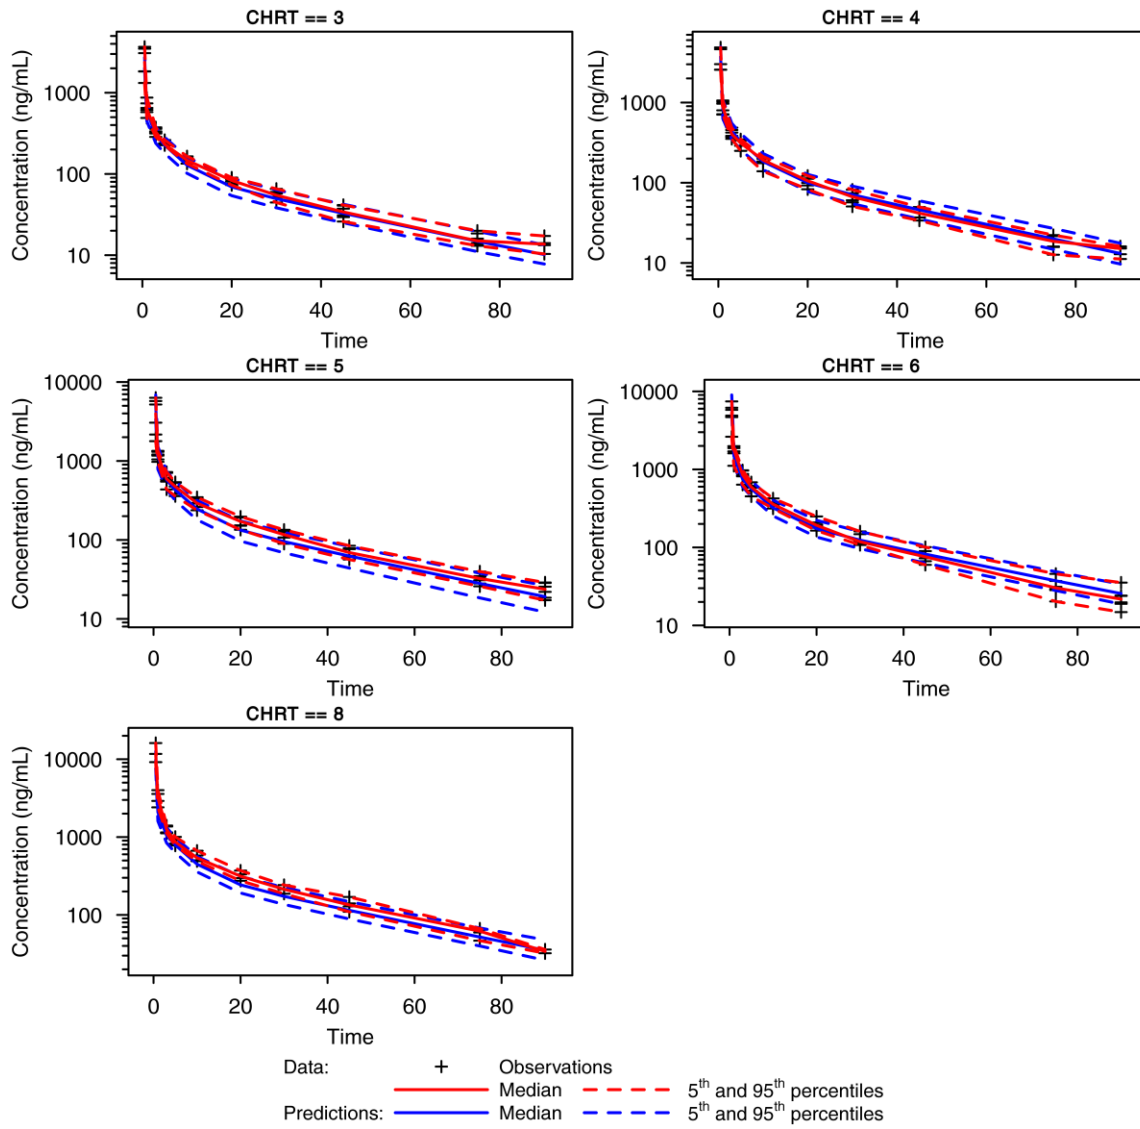 CHRT == 3
Concentration (ng/mL)
1000
100
10
0 20 40 60 80
Time
CHRT == 4
Concentration (ng/mL)
1000
100
10
0 20 40 60 80
Time
CHRT == 5
Concentration (ng/mL)
10000
1000
100
10
0 20 40 60 80
Time
CHRT == 6
Concentration (ng/mL)
10000
1000
100
10
0 20 40 60 80
Time
CHRT == 8
Concentration (ng/mL)
10000
1000
100
0 20 40 60 80
Time
Data: + Observations
Median 5th and 95th percentiles
Predictions: Median 5th and 95th percentiles